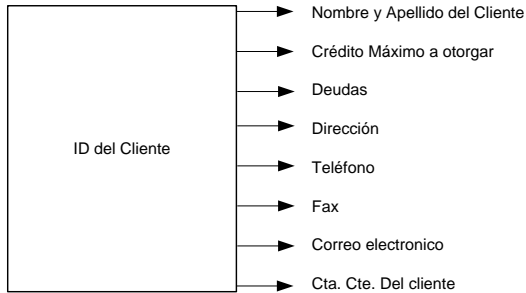 Nombre y Apellido del Cliente
Crédito Máximo a otorgar
Deudas
Dirección
ID del Cliente
Teléfono
Fax
Correo electronico
Cta. Cte. Del cliente